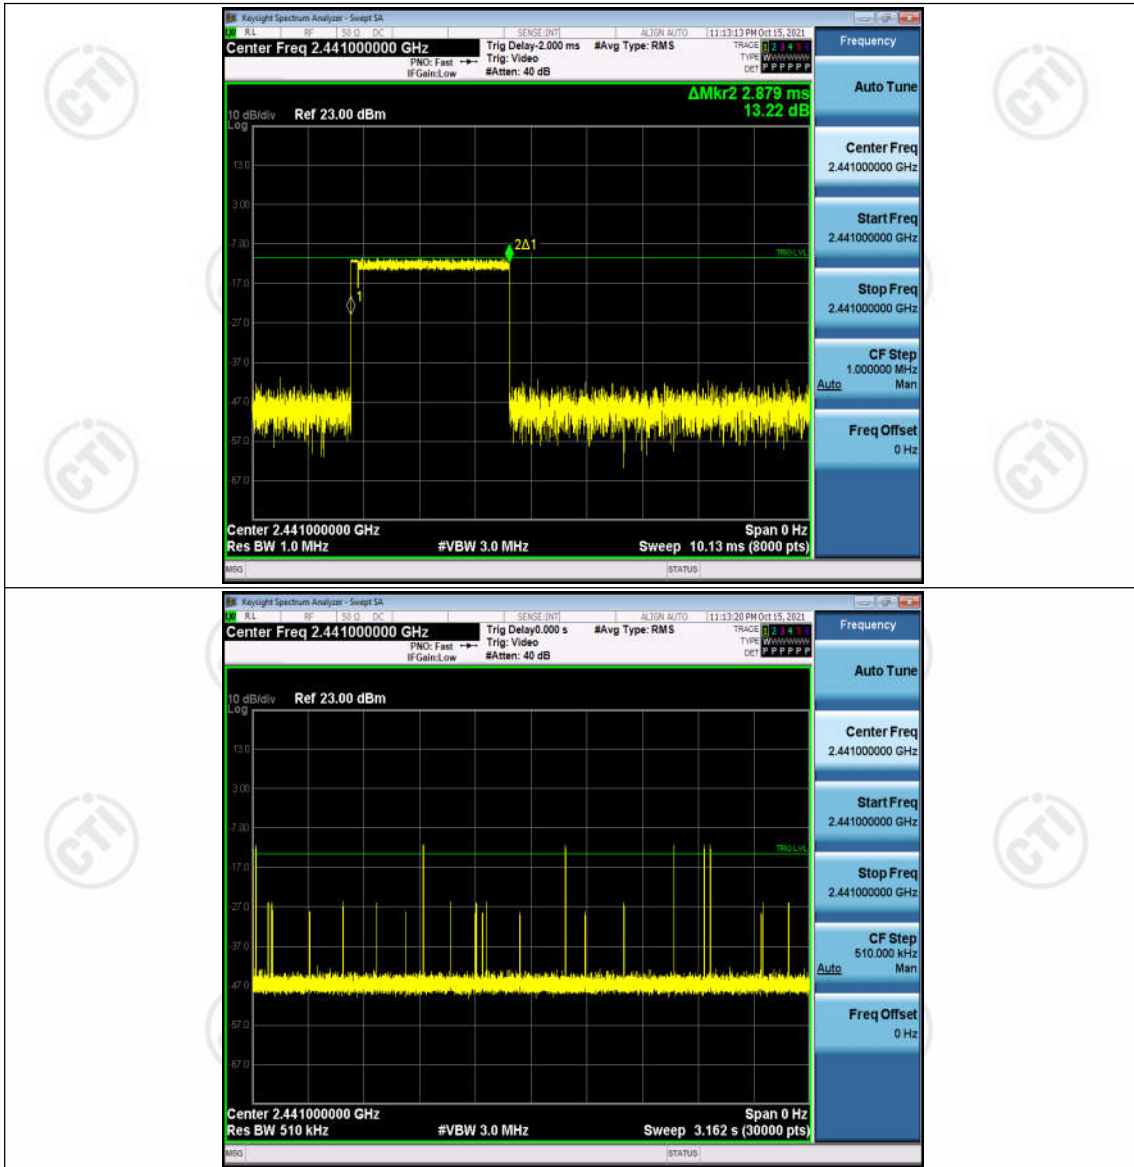 Keysight Spectrum Analyzer - Swept SA
RL RF 50 Ω DC SENSE:INT ALIGN AUTO 11:13:13 PM Oct 15, 2021
Center Freq 2.441000000 GHz
PNO: Fast
IFGain:Low
Trig Delay-2.000 ms
Trig: Video
#Atten: 40 dB
#Avg Type: RMS
TRACE 1 2 3 4 5 6
TYPE WWWWWW
DET P P P P P P
Frequency
ΔMkr2 2.879 ms
13.22 dB
10 dB/div Ref 23.00 dBm
Log
13.0
3.00
-7.00
-17.0
-27.0
-37.0
-47.0
-57.0
-67.0
2Δ1
1
TRIG LVL
Center 2.441000000 GHz Span 0 Hz
Res BW 1.0 MHz #VBW 3.0 MHz Sweep 10.13 ms (8000 pts)
MSG STATUS
Auto Tune
Center Freq
2.441000000 GHz
Start Freq
2.441000000 GHz
Stop Freq
2.441000000 GHz
CF Step
1.000000 MHz
Auto Man
Freq Offset
0 Hz
Keysight Spectrum Analyzer - Swept SA
RL RF 50 Ω DC SENSE:INT ALIGN AUTO 11:13:20 PM Oct 15, 2021
Center Freq 2.441000000 GHz
PNO: Fast
IFGain:Low
Trig Delay0.000 s
Trig: Video
#Atten: 40 dB
#Avg Type: RMS
TRACE 1 2 3 4 5 6
TYPE WWWWWW
DET P P P P P P
Frequency
10 dB/div Ref 23.00 dBm
Log
13.0
3.00
-7.00
-17.0
-27.0
-37.0
-47.0
-57.0
-67.0
TRIG LVL
Center 2.441000000 GHz Span 0 Hz
Res BW 510 kHz #VBW 3.0 MHz Sweep 3.162 s (30000 pts)
MSG STATUS
Auto Tune
Center Freq
2.441000000 GHz
Start Freq
2.441000000 GHz
Stop Freq
2.441000000 GHz
CF Step
510.000 kHz
Auto Man
Freq Offset
0 Hz
CTI
CTI
CTI
CTI
CTI
CTI